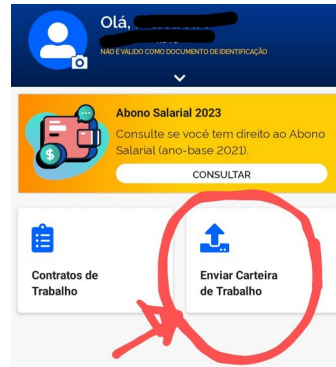 Olá,
NÃO É VÁLIDO COMO DOCUMENTO DE IDENTIFICAÇÃO
Abono Salarial 2023
Consulte se você tem direito ao Abono
Salarial (ano-base 2021).
CONSULTAR
Contratos de
Trabalho
Enviar Carteira
de Trabalho